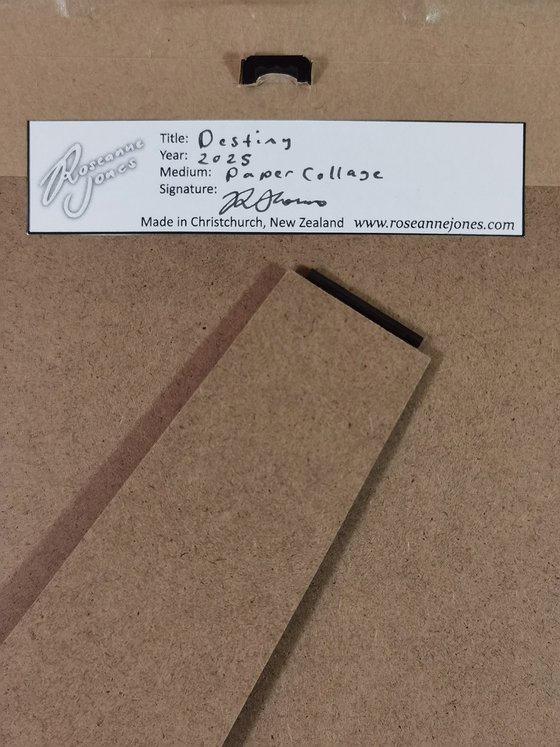 Roseanne
Jones
Title: Destiny
Year: 2025
Medium: Paper Collage
Signature:
Made in Christchurch, New Zealand www.roseannejones.com